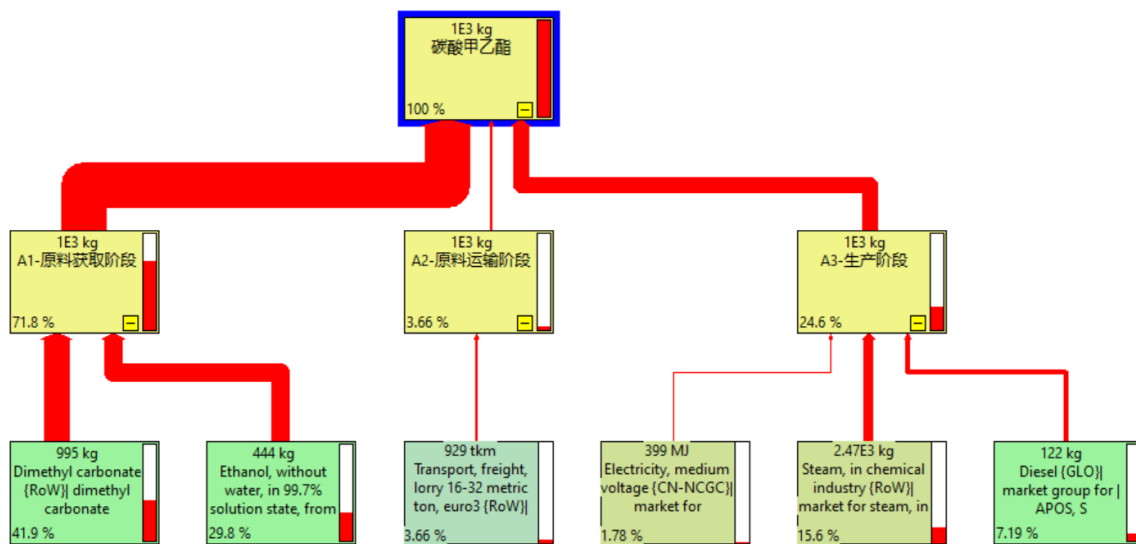 1E3 kg
碳酸甲乙酯
100 %
1E3 kg
A1-原料获取阶段
71.8 %
1E3 kg
A2-原料运输阶段
3.66 %
1E3 kg
A3-生产阶段
24.6 %
995 kg
Dimethyl carbonate
{RoW}| dimethyl
carbonate
41.9 %
444 kg
Ethanol, without
water, in 99.7%
solution state, from
29.8 %
929 tkm
Transport, freight,
lorry 16-32 metric
ton, euro3 {RoW}|
3.66 %
399 MJ
Electricity, medium
voltage {CN-NCGC}|
market for
1.78 %
2.47E3 kg
Steam, in chemical
industry {RoW}|
market for steam, in
15.6 %
122 kg
Diesel {GLO}|
market group for |
APOS, S
7.19 %